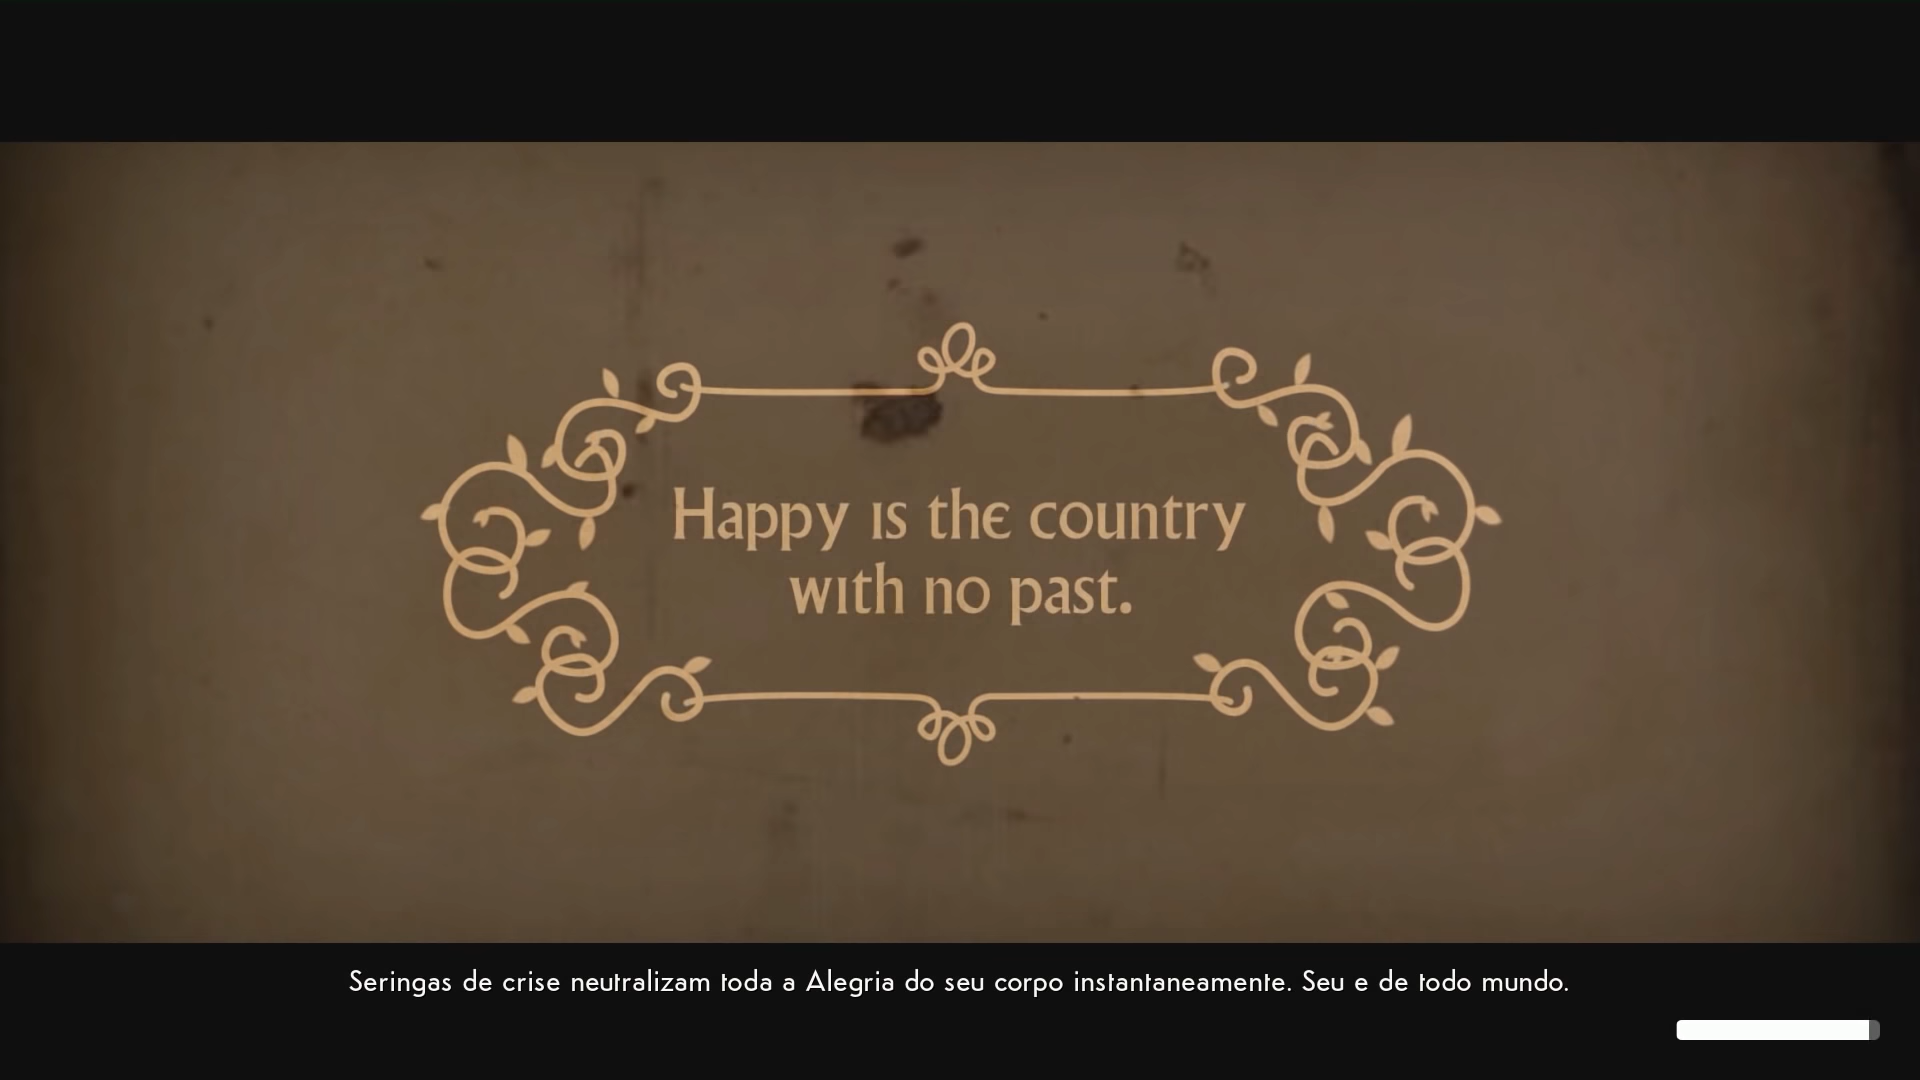 Happy is the country
with no past.
Seringas de crise neutralizam toda a Alegria do seu corpo instantaneamente. Seu e de todo mundo.